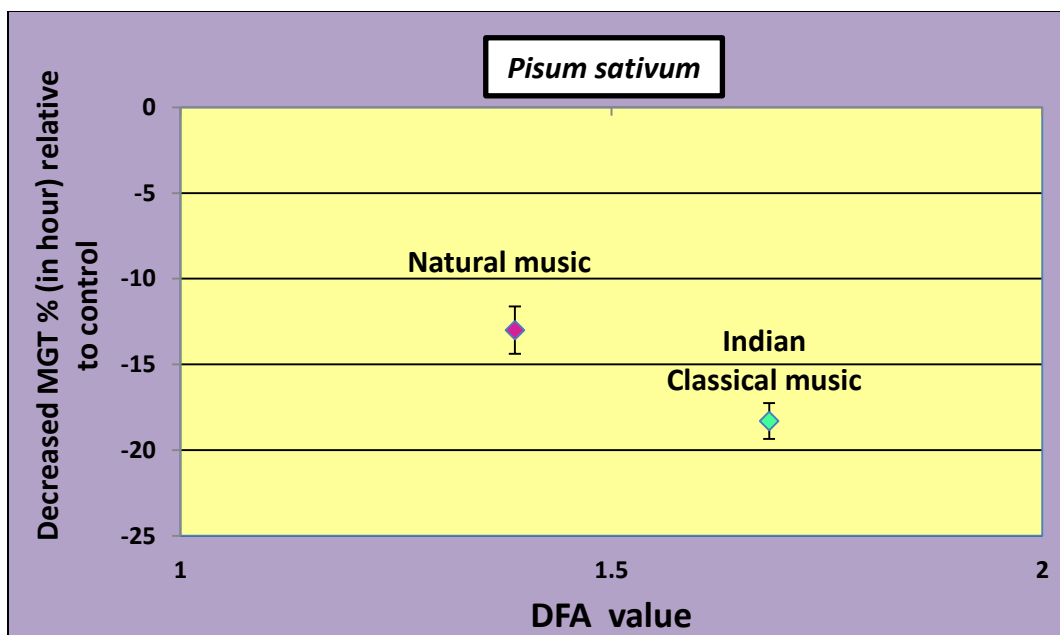 Pisum sativum
Decreased MGT % (in hour) relative
to control
0
-5
-10
-15
-20
-25
Natural music
Indian
Classical music
1
1.5
2
DFA value